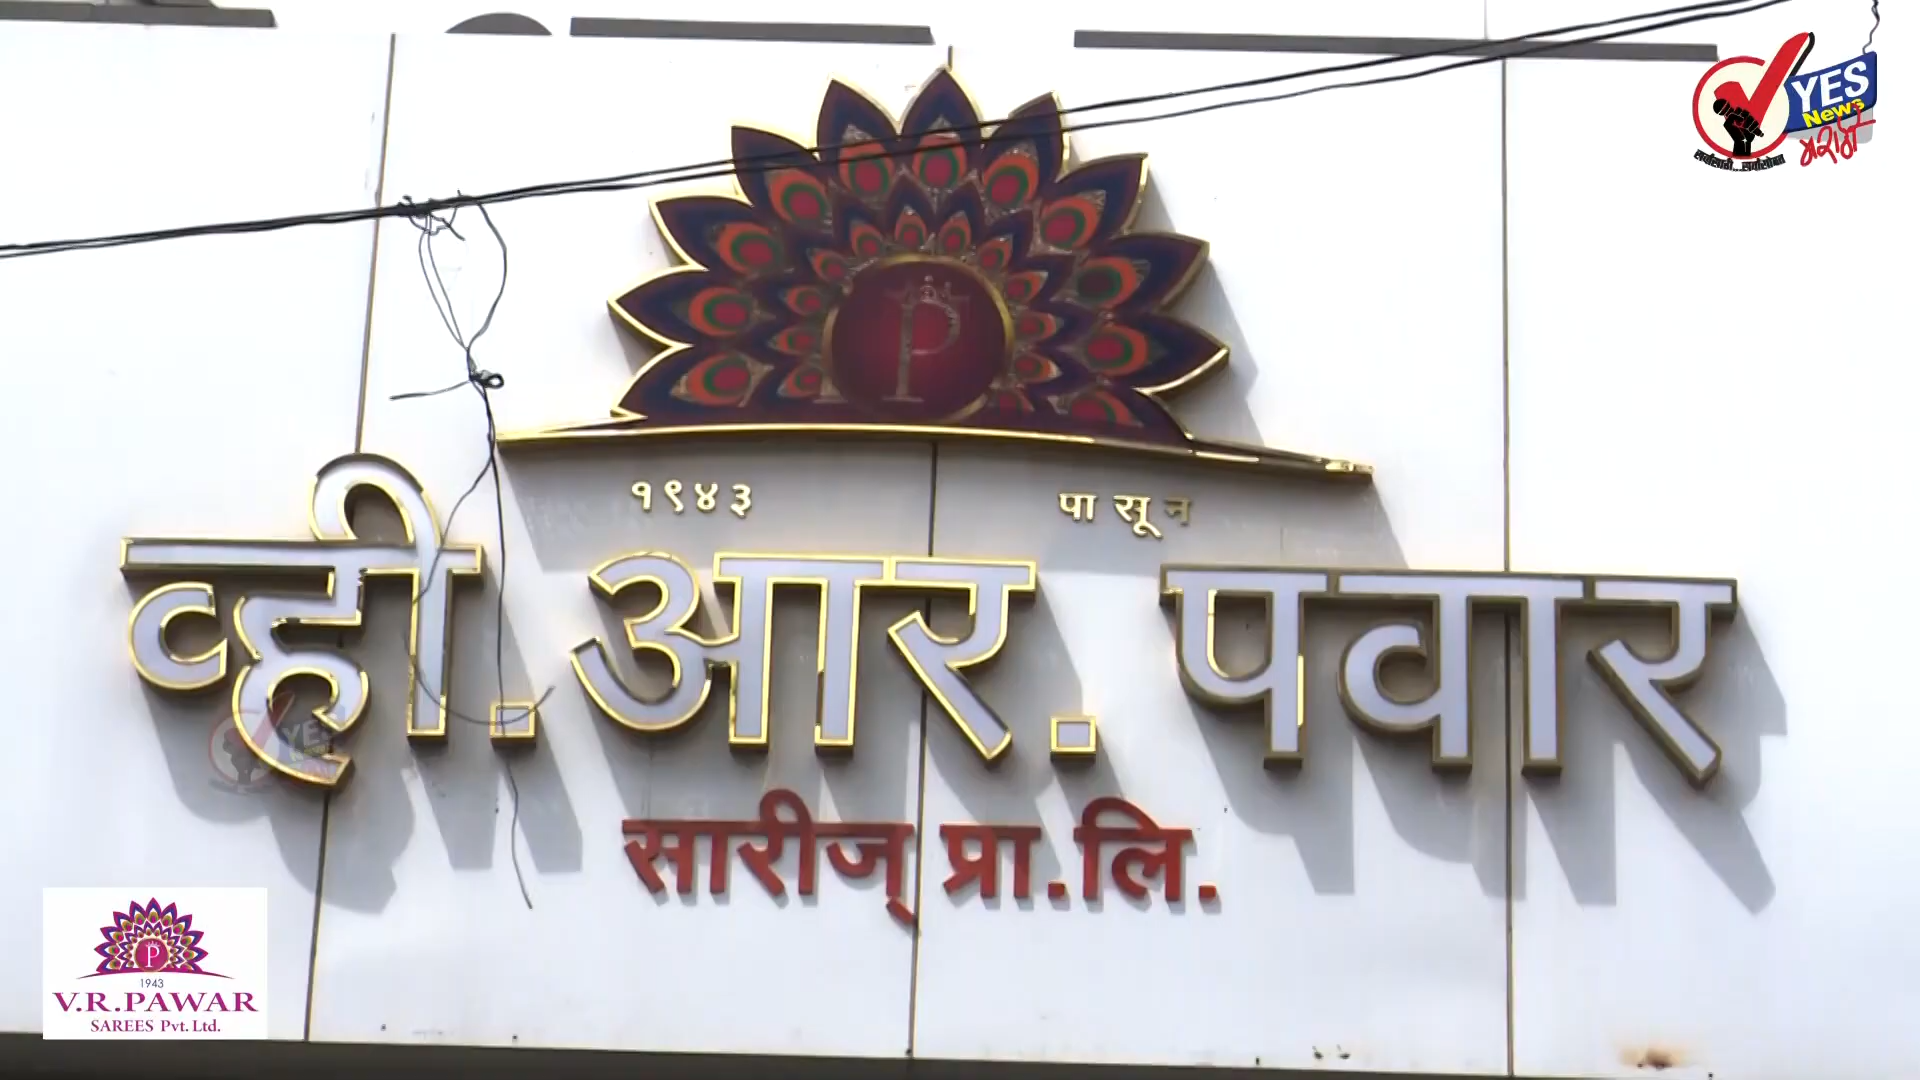 YES
News
मराठी
P
१९४३ पासून
व्ही. आर. पवार
सारीज् प्रा.लि.
P
1943
V.R.PAWAR
SAREES Pvt. Ltd.